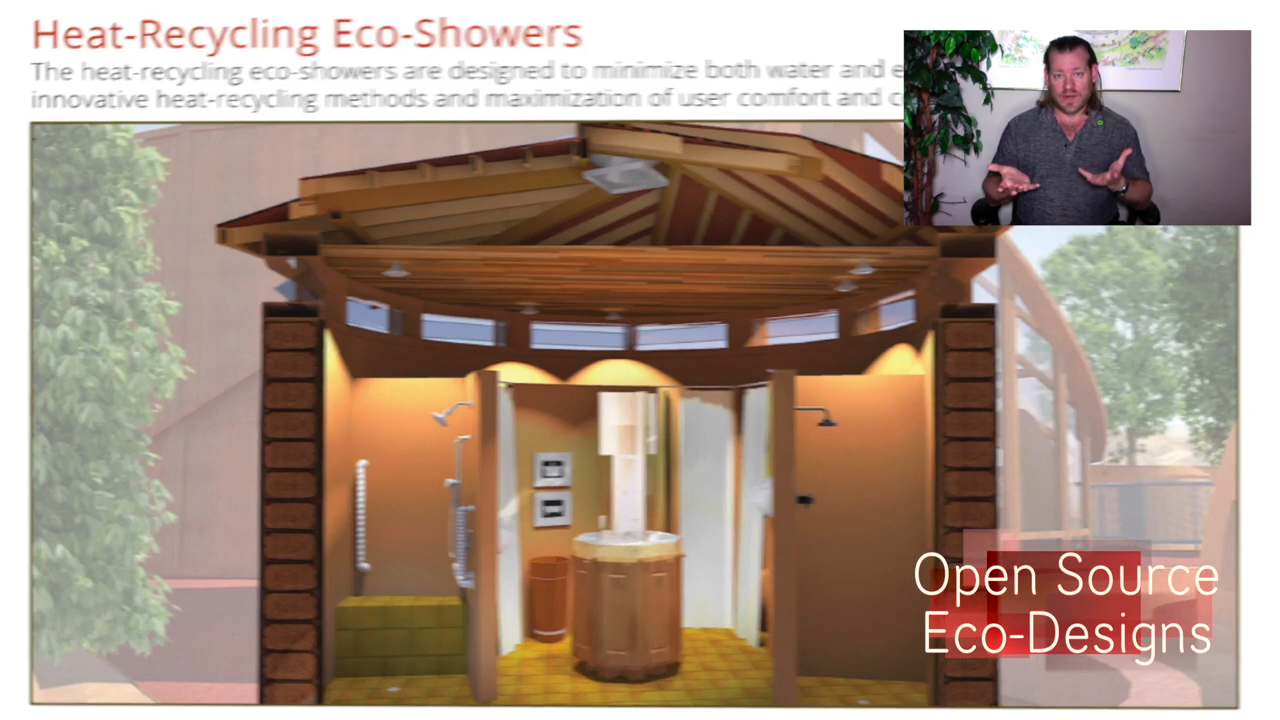 Heat-Recycling Eco-Showers
The heat-recycling eco-showers are designed to minimize both water and
innovative heat-recycling methods and maximization of user comfort and
Open Source
Eco-Designs